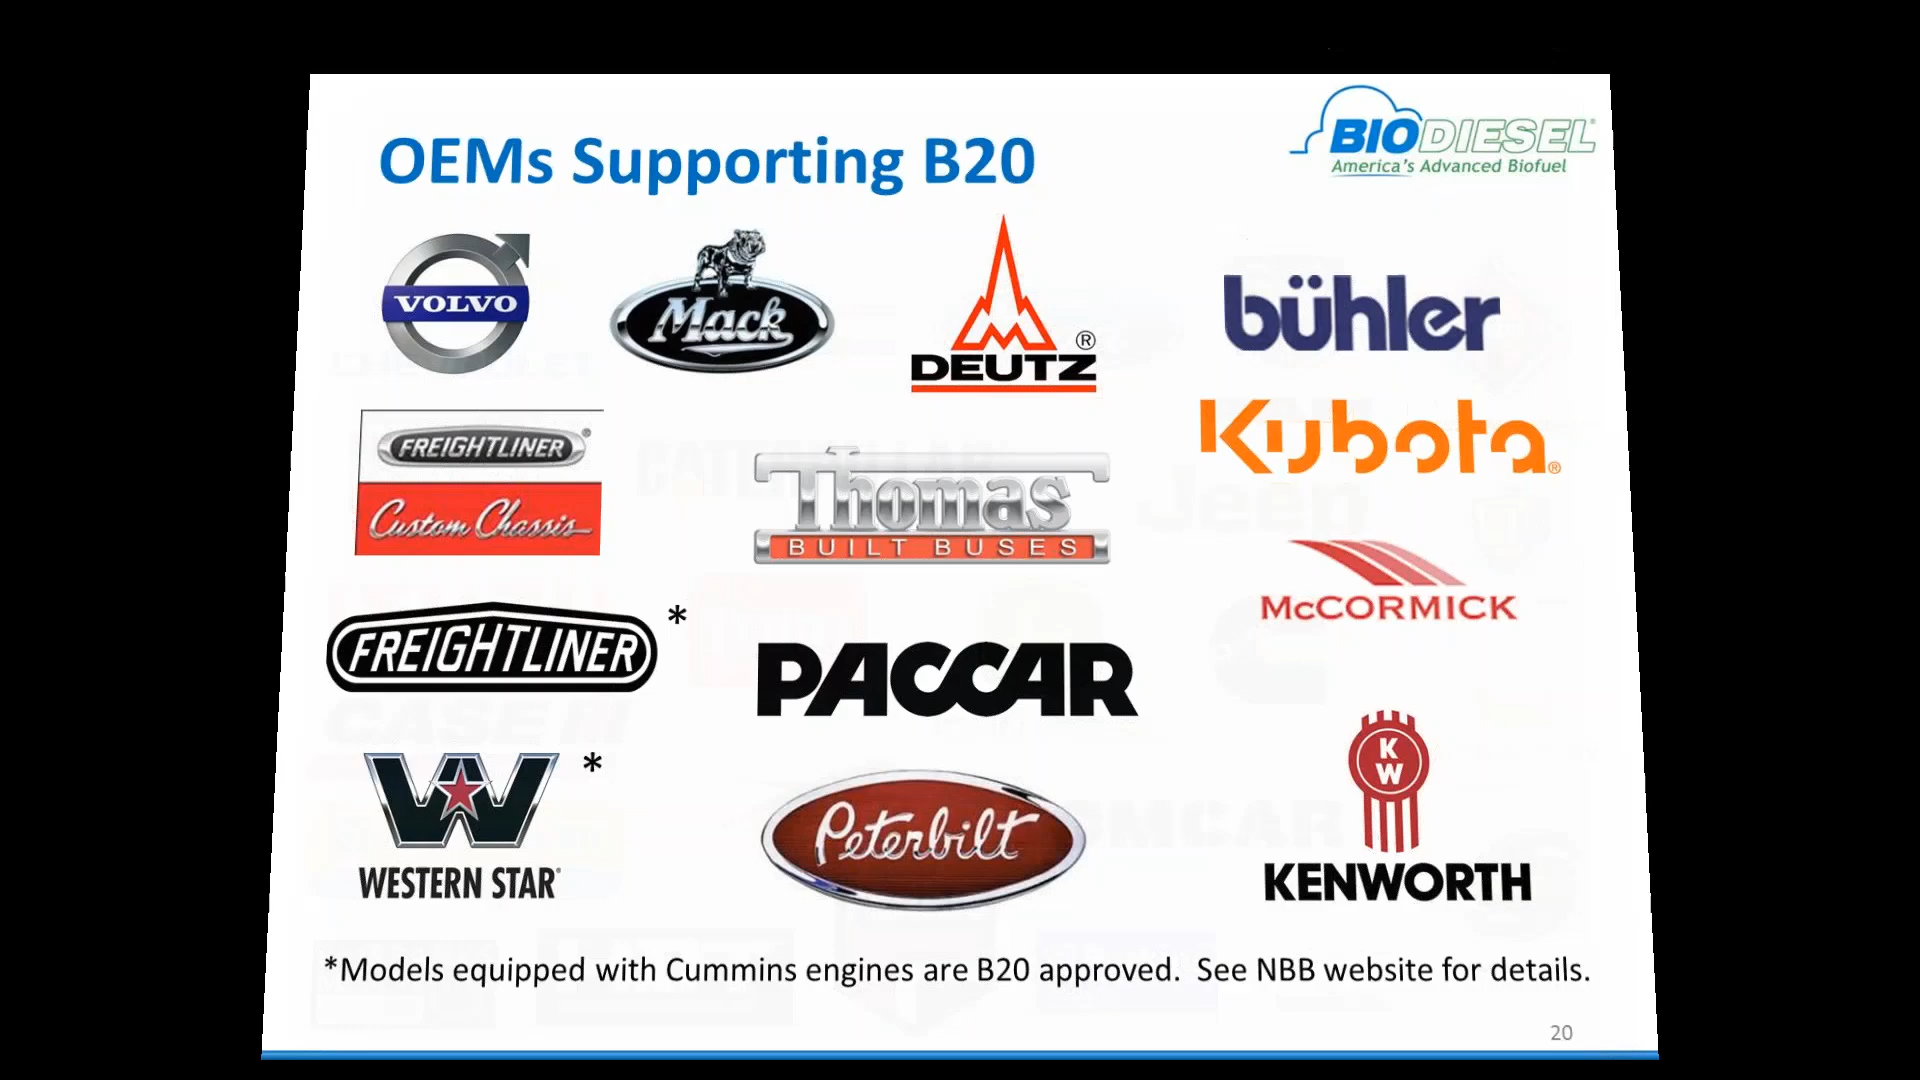 BIODIESEL®
America's Advanced Biofuel
OEMs Supporting B20
VOLVO
Mack
DEUTZ®
bühler
FREIGHTLINER®
Custom Chassis
Thomas
BUILT BUSES
Kubota®
McCORMICK
FREIGHTLINER *
PACCAR
WESTERN STAR® *
Peterbilt
KW
KENWORTH
*Models equipped with Cummins engines are B20 approved. See NBB website for details.
20